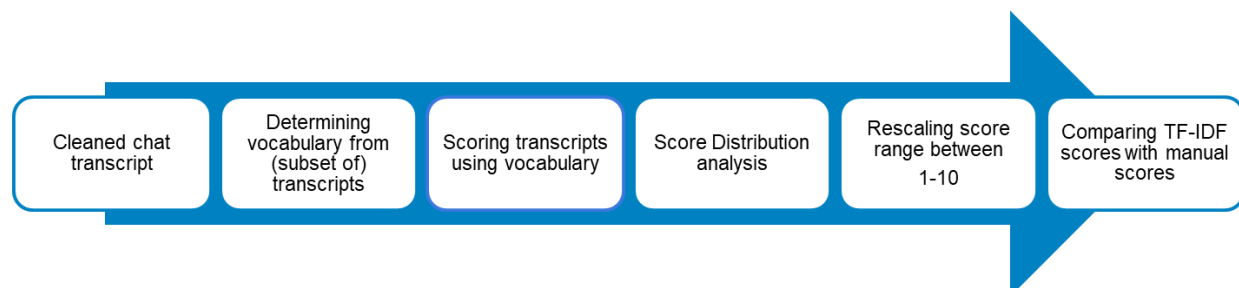 Cleaned chat
transcript
Determining
vocabulary from
(subset of)
transcripts
Scoring transcripts
using vocabulary
Score Distribution
analysis
Rescaling score
range between
1-10
Comparing TF-IDF
scores with manual
scores